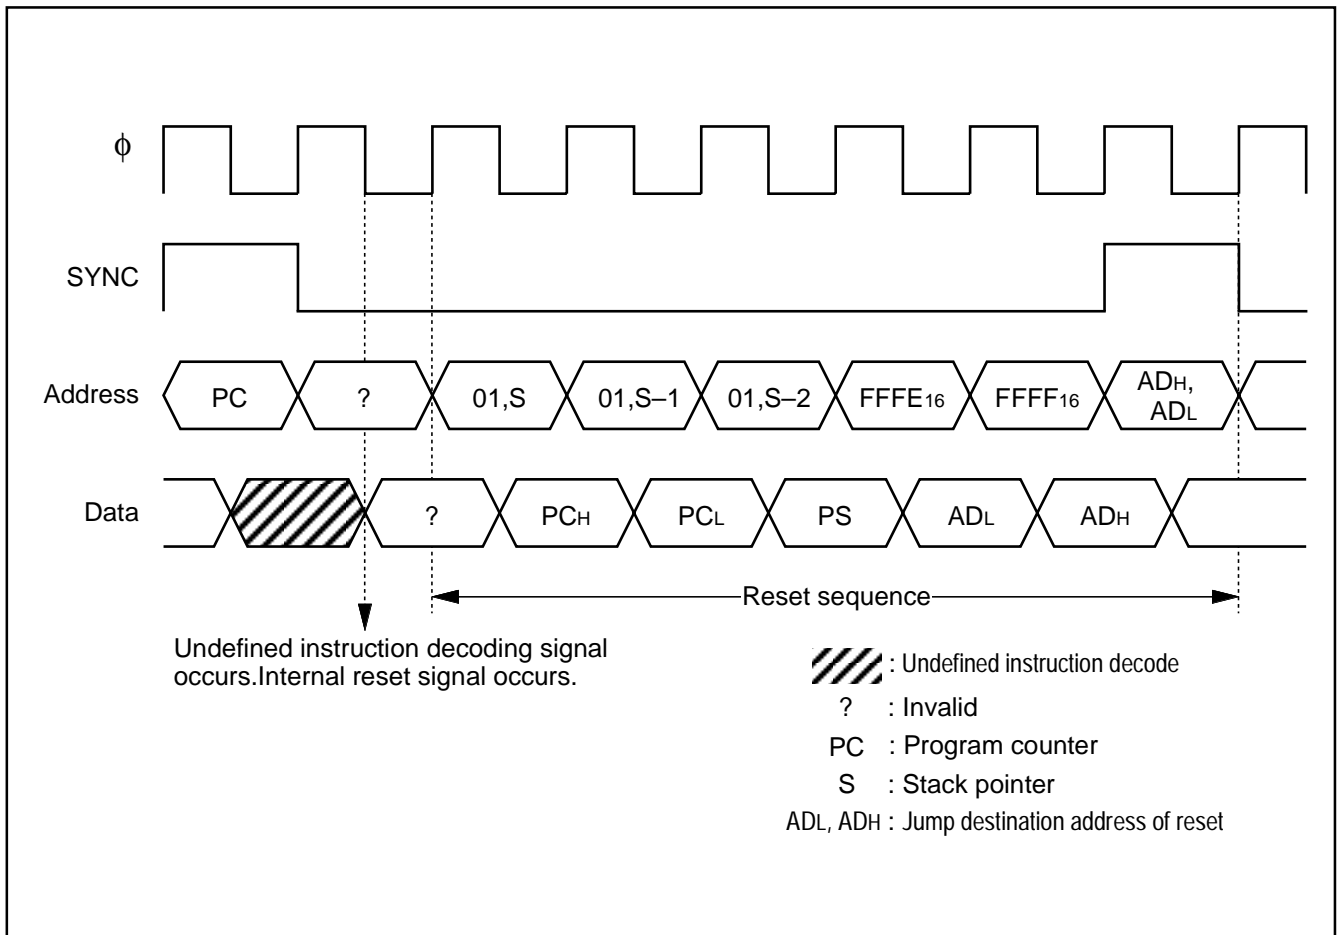 ϕ
SYNC
Address PC ? 01,S 01,S–1 01,S–2 FFFE16 FFFF16 ADH, ADL
Data ? PCH PCL PS ADL ADH
Reset sequence
Undefined instruction decoding signal
occurs.Internal reset signal occurs.
: Undefined instruction decode
? : Invalid
PC : Program counter
S : Stack pointer
ADL, ADH : Jump destination address of reset